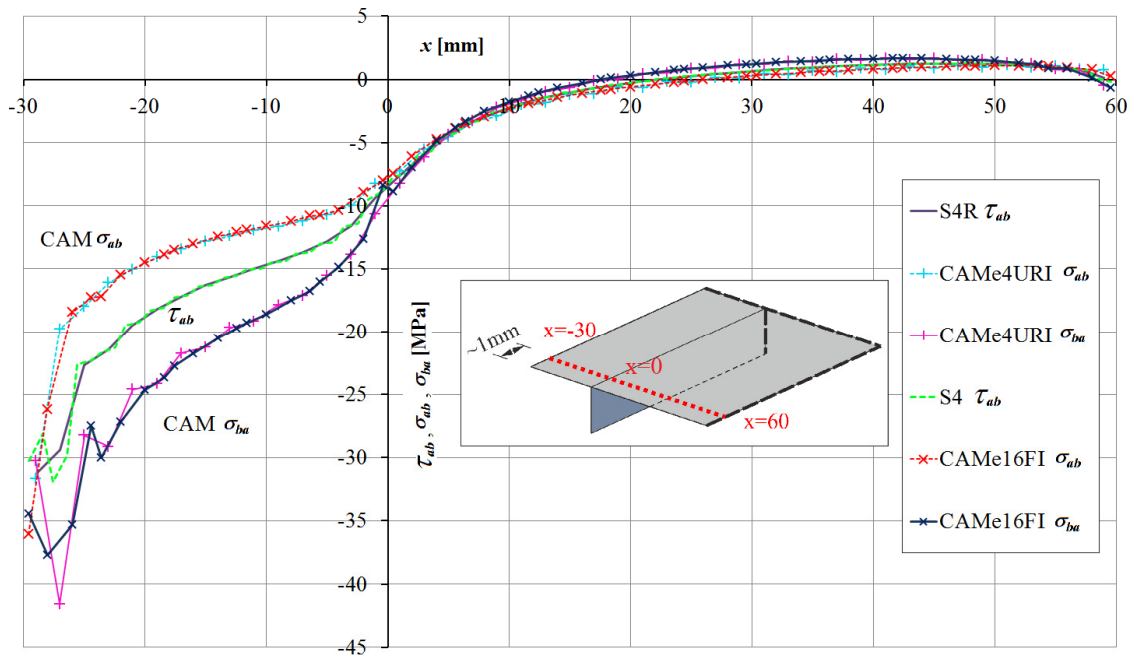 5
0
-5
-10
-15
-20
-25
-30
-35
-40
-45
-30
-20
-10
0
10
20
30
40
50
60
x [mm]
τab , σab , σba [MPa]
CAM σab
τab
CAM σba
~1mm
x=-30
x=0
x=60
S4R τab
CAMe4URI σab
CAMe4URI σba
S4 τab
CAMe16FI σab
CAMe16FI σba